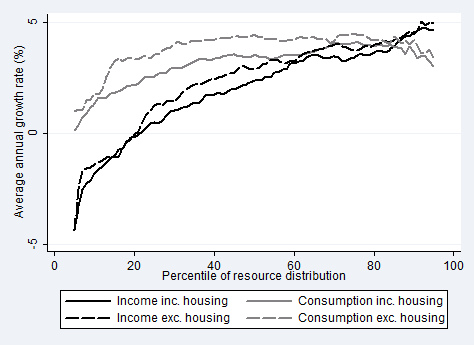 Average annual growth rate (%)
5
0
-5
0 20 40 60 80 100
Percentile of resource distribution
Income inc. housing Consumption inc. housing
Income exc. housing Consumption exc. housing